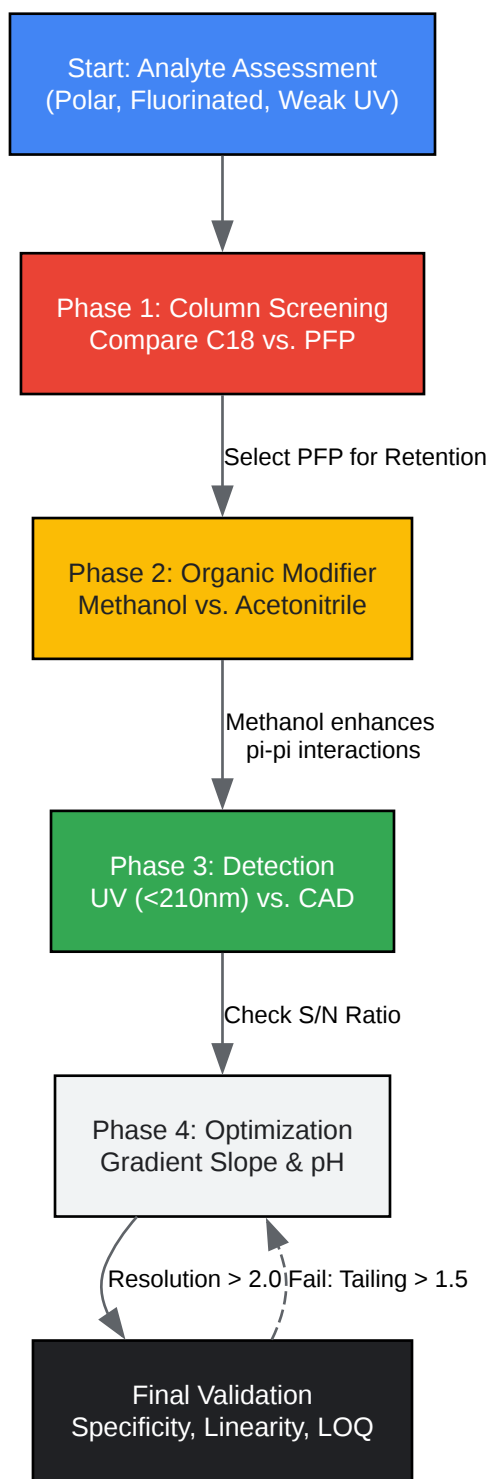 Start: Analyte Assessment
(Polar, Fluorinated, Weak UV)
Phase 1: Column Screening
Compare C18 vs. PFP
Select PFP for Retention
Phase 2: Organic Modifier
Methanol vs. Acetonitrile
Methanol enhances
pi-pi interactions
Phase 3: Detection
UV (<210nm) vs. CAD
Check S/N Ratio
Phase 4: Optimization
Gradient Slope & pH
Resolution > 2.0
Fail: Tailing > 1.5
Final Validation
Specificity, Linearity, LOQ